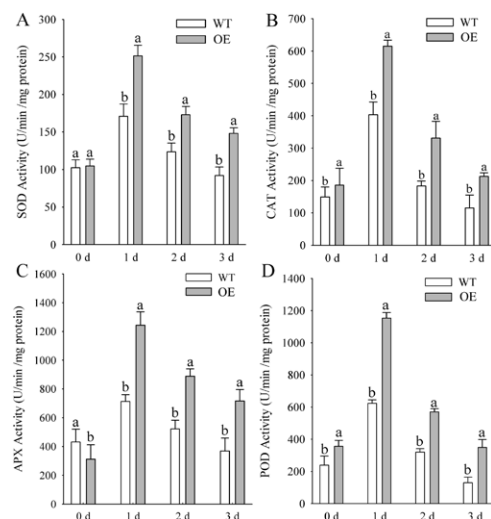 A
WT
OE
a
b
a
b
a
b
a
a a
300
250
200
150
100
50
0
SOD Activity (U/min /mg protein)
0 d 1 d 2 d 3 d
B
WT
OE
a
b
a
b
a
b
a
b
700
600
500
400
300
200
100
0
CAT Activity (U/min /mg protein)
0 d 1 d 2 d 3 d
C
WT
OE
a
b
a
b
a
b
a
b
1600
1400
1200
1000
800
600
400
200
0
APX Activity (U/min /mg protein)
0 d 1 d 2 d 3 d
D
WT
OE
a
b
a
b
a
b
a
b
1400
1200
1000
800
600
400
200
0
POD Activity (U/min /mg protein)
0 d 1 d 2 d 3 d